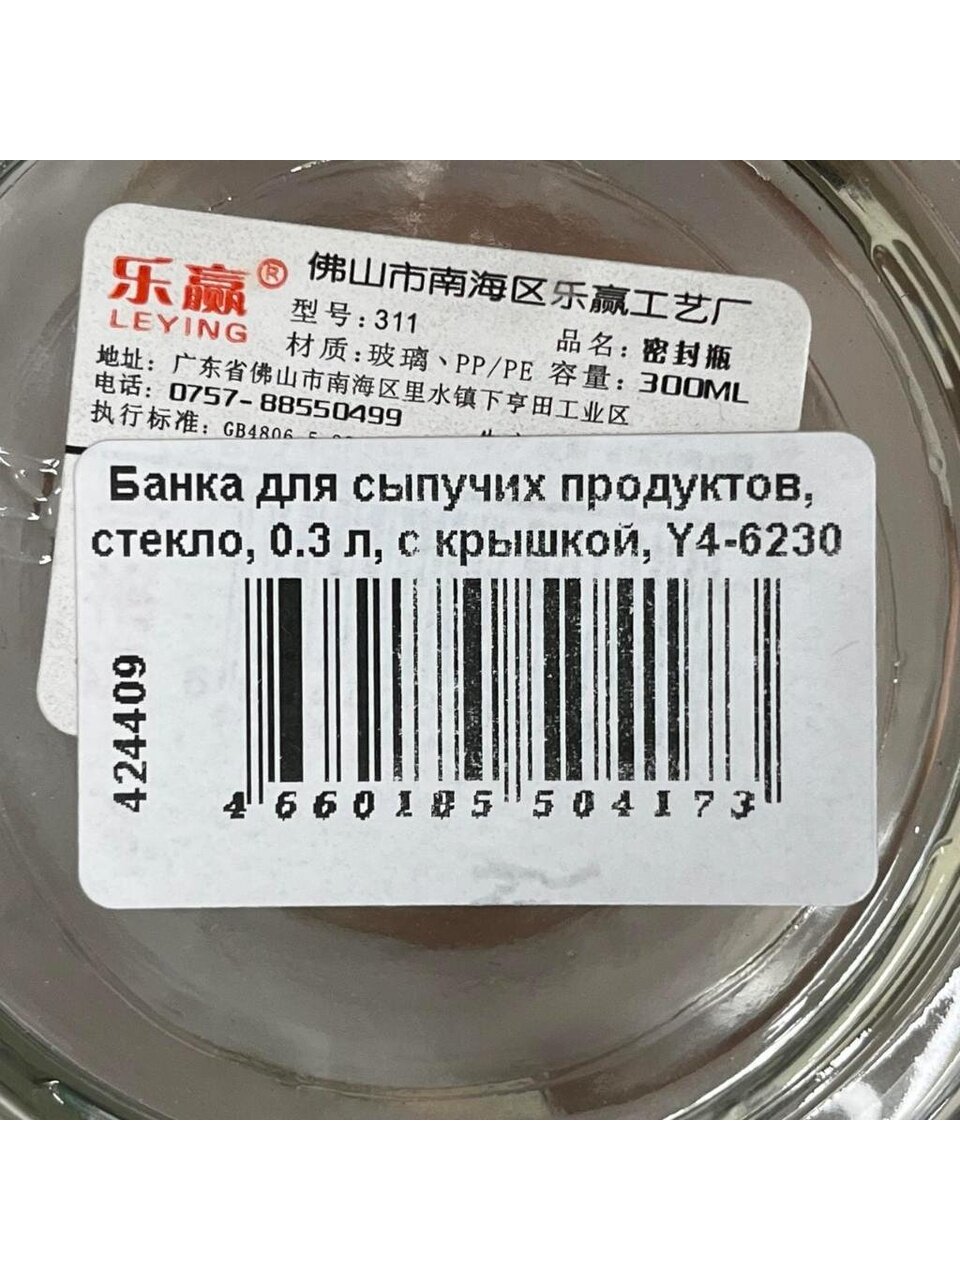 乐赢®
LEYING
佛山市南海区乐赢工艺厂
型号:311
品名:密封瓶
材质:玻璃、PP/PE 容量:300ML
地址:广东省佛山市南海区里水镇下亨田工业区
电话:0757-88550499
执行标准:GB4806.5
Банка для сыпучих продуктов,
стекло, 0.3 л, с крышкой, Y4-6230
424409
4660185504173